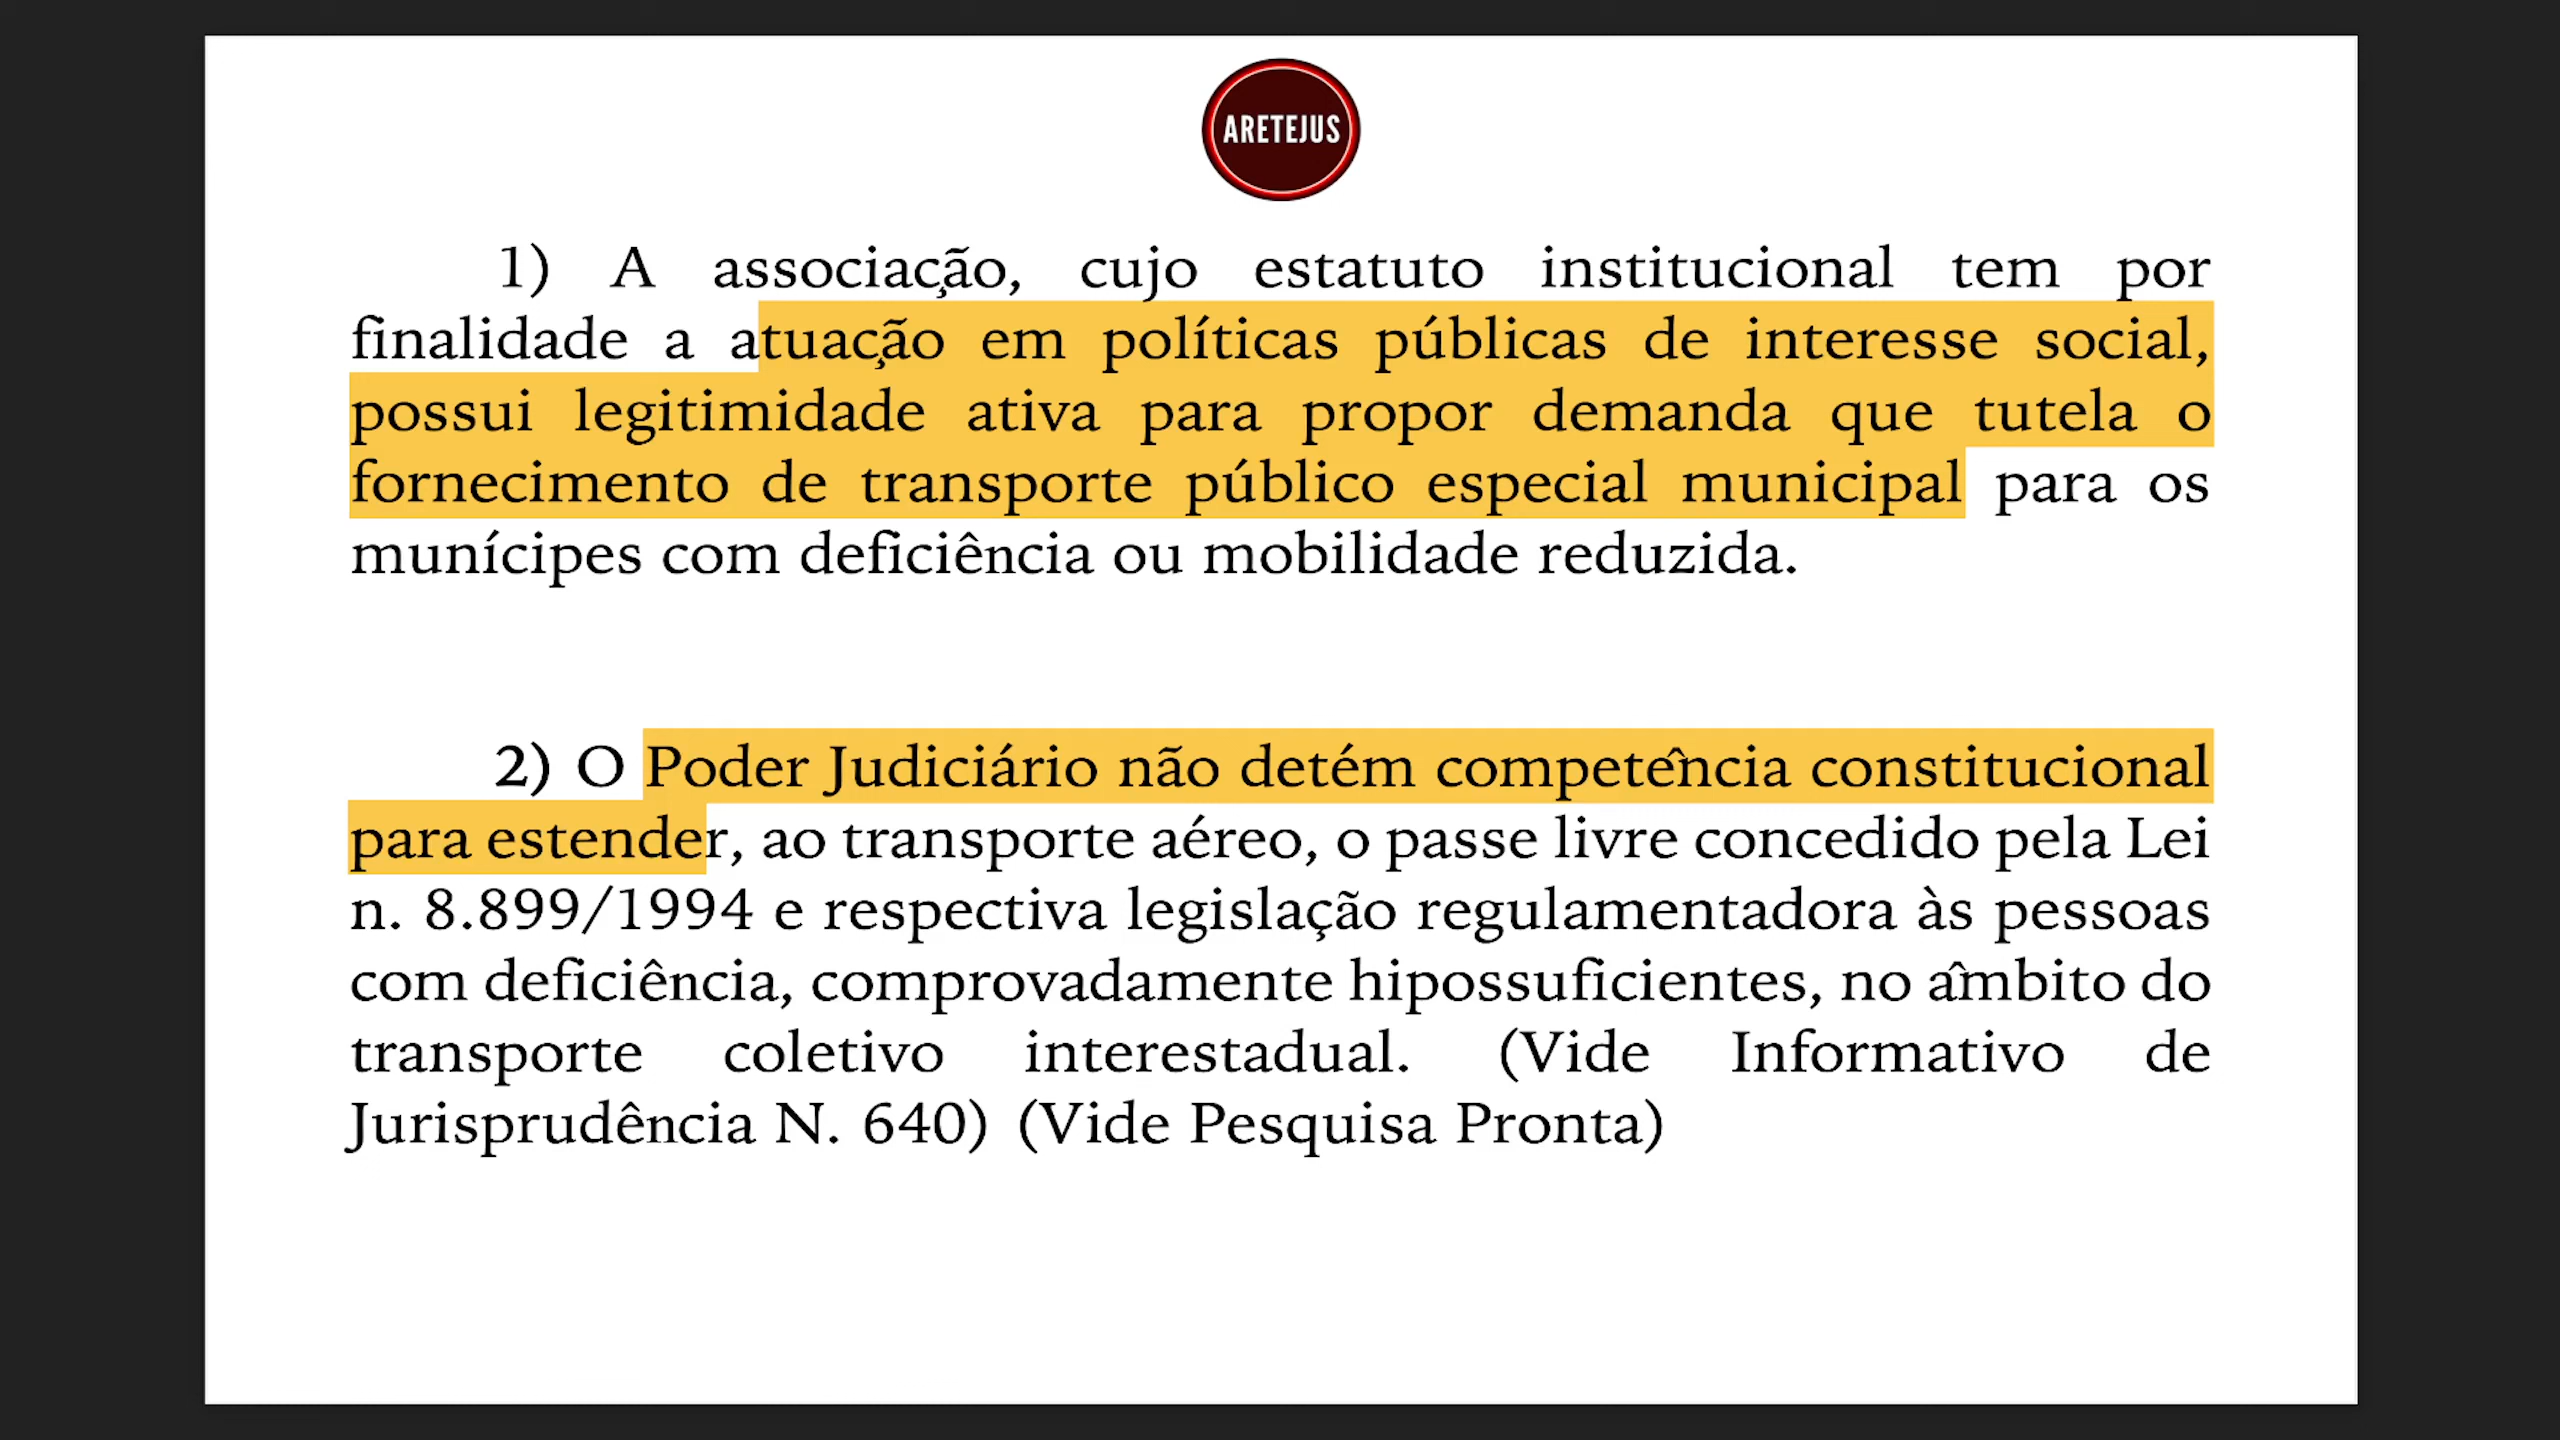 ARETEJUS
1) A associação, cujo estatuto institucional tem por
finalidade a atuação em políticas públicas de interesse social,
possui legitimidade ativa para propor demanda que tutela o
fornecimento de transporte público especial municipal para os
munícipes com deficiência ou mobilidade reduzida.
2) O Poder Judiciário não detém competência constitucional
para estender, ao transporte aéreo, o passe livre concedido pela Lei
n. 8.899/1994 e respectiva legislação regulamentadora às pessoas
com deficiência, comprovadamente hipossuficientes, no âmbito do
transporte coletivo interestadual. (Vide Informativo de
Jurisprudência N. 640) (Vide Pesquisa Pronta)